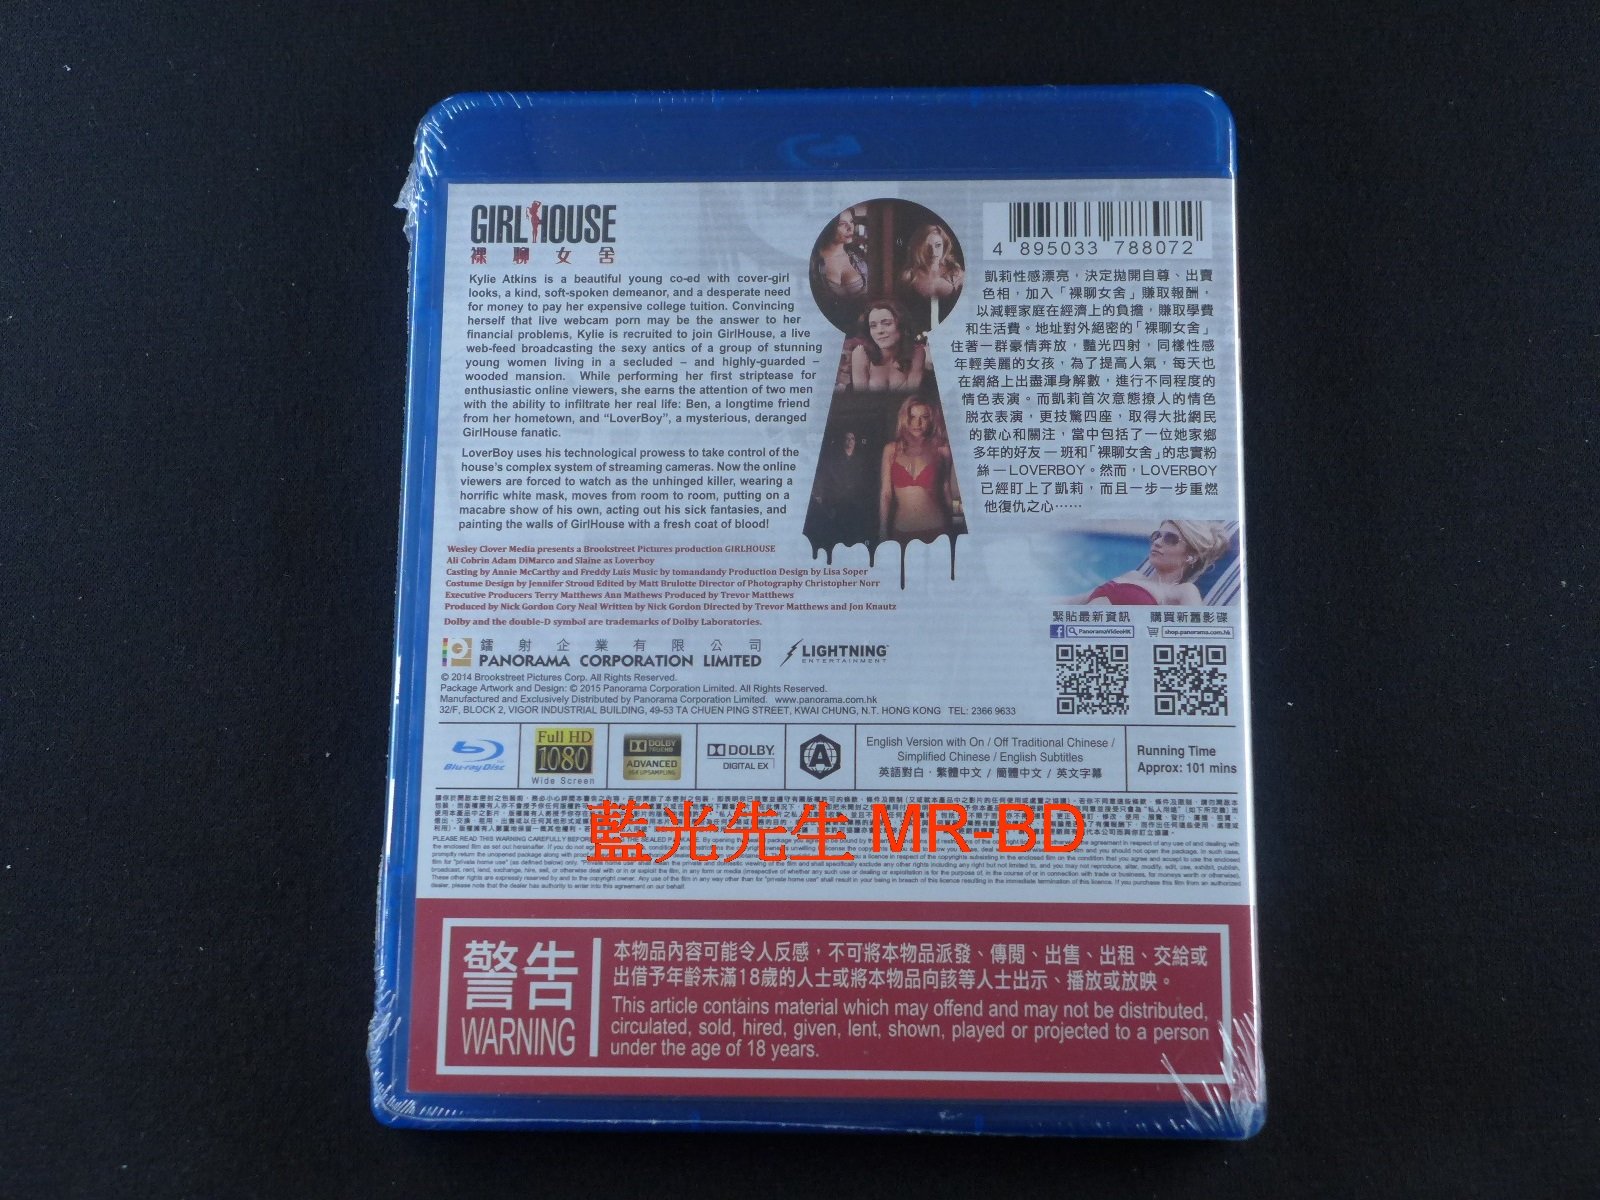 GIRLHOUSE
裸聊女舍
Kylie Atkins is a beautiful young co-ed with cover-girl
looks, a kind, soft-spoken demeanor, and a desperate need
for money to pay her expensive college tuition. Convincing
herself that live webcam porn may be the answer to her
financial problems, Kylie is recruited to join GirlHouse, a live
web-feed broadcasting the sexy antics of a group of stunning
young women living in a secluded – and highly-guarded –
wooded mansion. While performing her first striptease for
enthusiastic online viewers, she earns the attention of two men
with the ability to infiltrate her real life: Ben, a longtime friend
from her hometown, and “LoverBoy”, a mysterious, deranged
GirlHouse fanatic.
LoverBoy uses his technological prowess to take control of the
house's complex system of streaming cameras. Now the online
viewers are forced to watch as the unhinged killer, wearing a
horrific white mask, moves from room to room, putting on a
macabre show of his own, acting out his sick fantasies, and
painting the walls of GirlHouse with a fresh coat of blood!
4 895033 788072
凱莉性感漂亮，決定拋開自尊、出賣
色相，加入「裸聊女舍」賺取報酬，
以減輕家庭在經濟上的負擔，賺取學費
和生活費。地址對外絕密的「裸聊女舍」
住著一群豪情奔放，豔光四射，同樣性感
年輕美麗的女孩，為了提高人氣，每天也
在網絡上出盡渾身解數，進行不同程度的
情色表演。而凱莉首次意態撩人的情色
脫衣表演，更技驚四座，取得大批網民
的歡心和關注，當中包括了一位她家鄉
多年的好友 — 班和「裸聊女舍」的忠實粉
絲 — LOVERBOY。然而，LOVERBOY
已經盯上了凱莉，而且一步一步重燃
他復仇之心……
Wesley Clover Media presents a Brookstreet Pictures production GIRLHOUSE
Ali Cobrin Adam DiMarco and Slaine as Loverboy
Casting by Annie McCarthy and Freddy Luis Music by tomandandy Production Design by Lisa Soper
Costume Design by Jennifer Stroud Edited by Matt Brulotte Director of Photography Christopher Norr
Executive Producers Terry Matthews Ann Mathews Produced by Trevor Matthews
Produced by Nick Gordon Cory Neal Written by Nick Gordon Directed by Trevor Matthews and Jon Knautz
Dolby and the double-D symbol are trademarks of Dolby Laboratories.
緊貼最新資訊
PanoramaVideoHK
購買新舊影碟
shop.panorama.com.hk
鐳射企業有限公司
PANORAMA CORPORATION LIMITED
LIGHTNING
ENTERTAINMENT
© 2014 Brookstreet Pictures Corp. All Rights Reserved.
Package Artwork and Design: © 2015 Panorama Corporation Limited. All Rights Reserved.
Manufactured and Exclusively Distributed by Panorama Corporation Limited. www.panorama.com.hk
32/F, BLOCK 2, VIGOR INDUSTRIAL BUILDING, 49-53 TA CHUEN PING STREET, KWAI CHUNG, N.T. HONG KONG TEL: 2366 9633
Blu-ray Disc
Full HD
1080
Wide Screen
DOLBY
TRUEHD
ADVANCED
96K UPSAMPLING
DOLBY
DIGITAL EX
A
English Version with On / Off Traditional Chinese /
Simplified Chinese / English Subtitles
英語對白．繁體中文 / 簡體中文 / 英文字幕
Running Time
Approx: 101 mins
藍光先生 MR-BD
警告
WARNING
本物品內容可能令人反感，不可將本物品派發、傳閱、出售、出租、交給或
出借予年齡未滿18歲的人士或將本物品向該等人士出示、播放或放映。
This article contains material which may offend and may not be distributed,
circulated, sold, hired, given, lent, shown, played or projected to a person
under the age of 18 years.